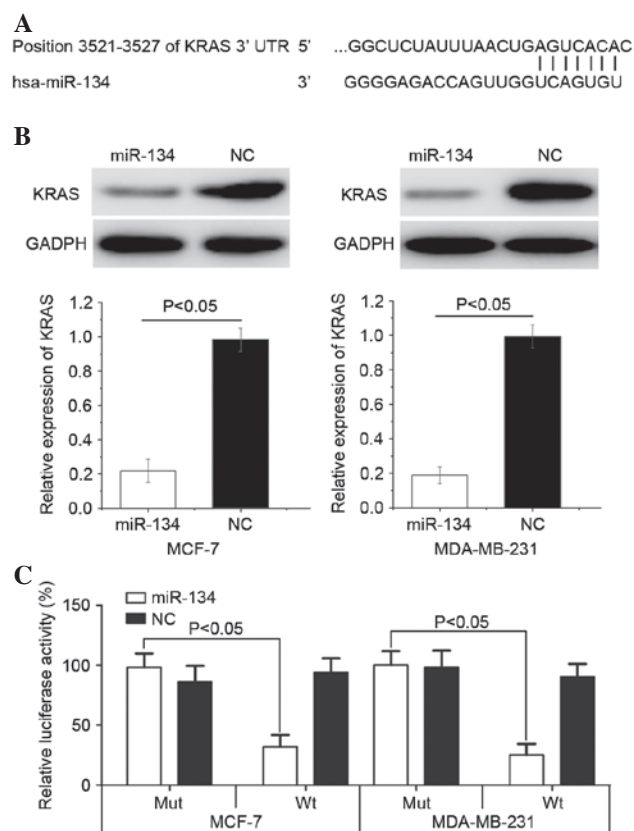 A
Position 3521-3527 of KRAS 3' UTR 5' ...GGCUCUAUUUAACUGAGUCACAC
hsa-miR-134 3' GGGGAGACCAGUUGGUCAGUGU
B
miR-134 NC
KRAS
GADPH
miR-134 NC
KRAS
GADPH
Relative expression of KRAS
1.2
1.0
0.8
0.6
0.4
0.2
0.0
P<0.05
miR-134 NC
MCF-7
Relative expression of KRAS
1.2
1.0
0.8
0.6
0.4
0.2
0.0
P<0.05
miR-134 NC
MDA-MB-231
C
Relative luciferase activity (%)
150
100
50
0
miR-134
NC
P<0.05
P<0.05
Mut Wt Mut Wt
MCF-7 MDA-MB-231